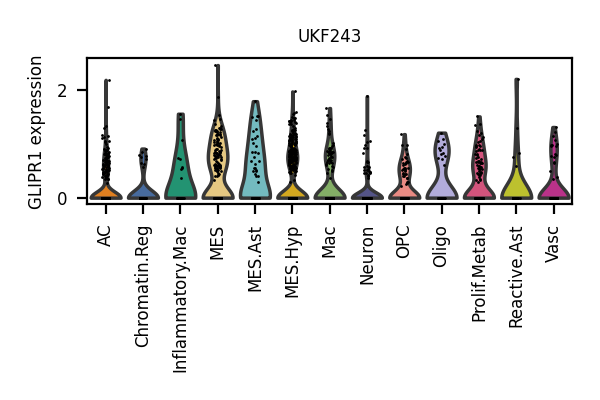 UKF243
GLIPR1 expression
2
0
AC
Chromatin.Reg
Inflammatory.Mac
MES
MES.Ast
MES.Hyp
Mac
Neuron
OPC
Oligo
Prolif.Metab
Reactive.Ast
Vasc